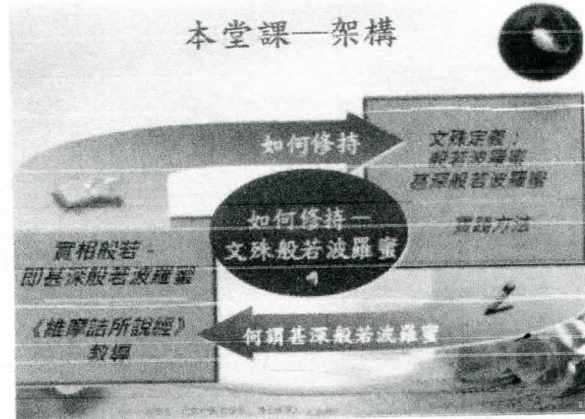 本堂課—架構
如何修持
文殊定義：
般若波羅蜜
甚深般若波羅蜜
實踐方法
如何修持—
文殊般若波羅蜜
實相般若-
即甚深般若波羅蜜
《維摩詰所說經》
教導
何謂甚深般若波羅蜜